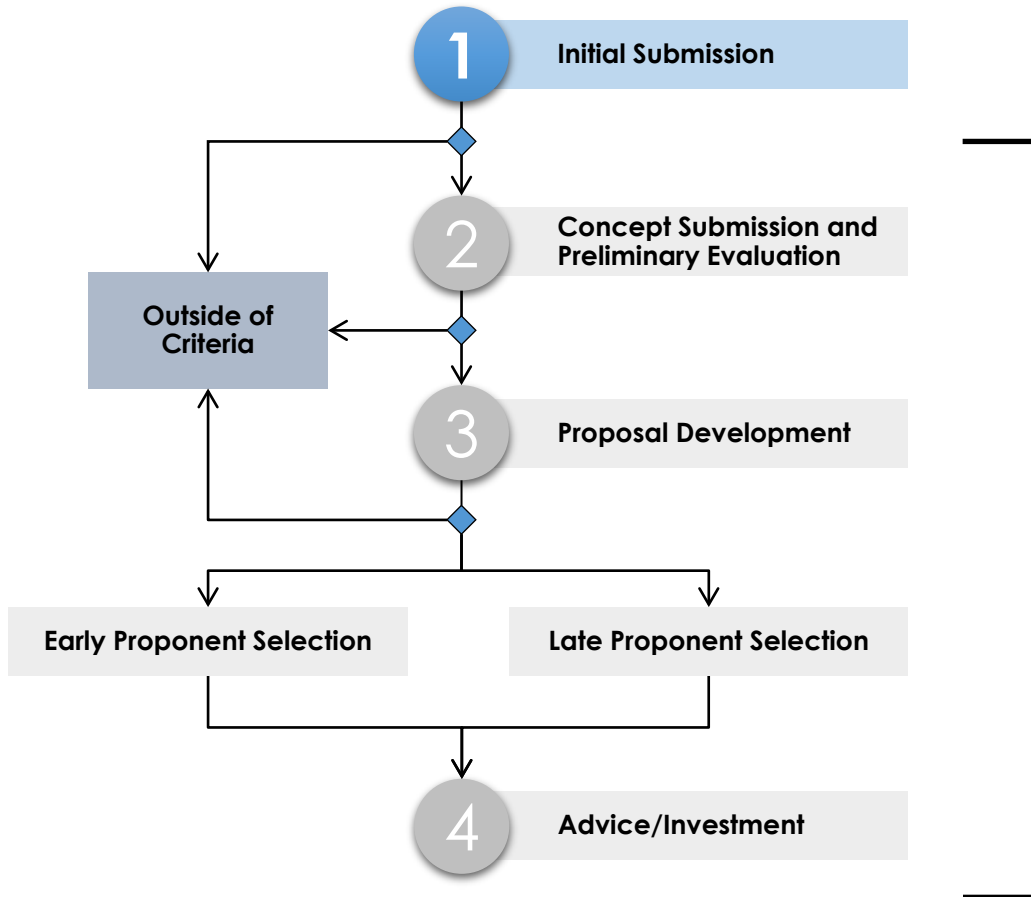 1
Initial Submission
2
Concept Submission and
Preliminary Evaluation
Outside of
Criteria
3
Proposal Development
Early Proponent Selection
Late Proponent Selection
4
Advice/Investment